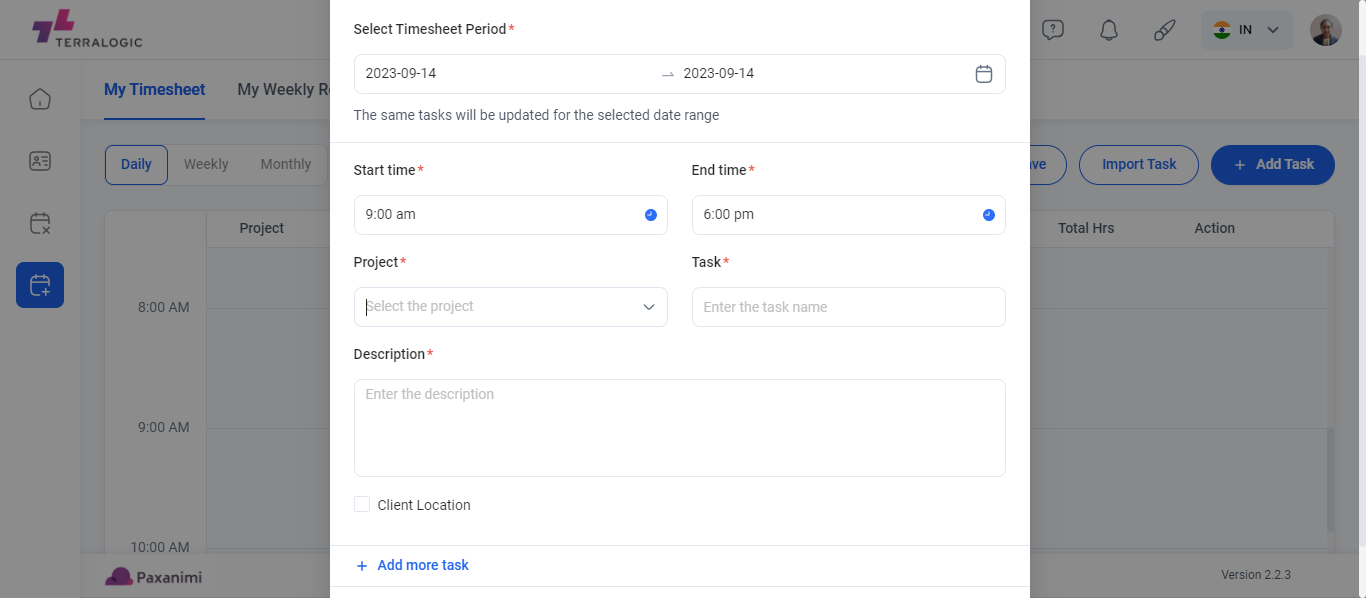 TERRALOGIC
Select Timesheet Period*
IN
2023-09-14 → 2023-09-14
My Timesheet My Weekly
The same tasks will be updated for the selected date range
Daily Weekly Monthly
Import Task
+ Add Task
Start time* End time*
9:00 am 6:00 pm
Project Total Hrs Action
Project* Task*
Select the project Enter the task name
8:00 AM
Description*
Enter the description
9:00 AM
Client Location
10:00 AM
+ Add more task
Paxanimi
Version 2.2.3